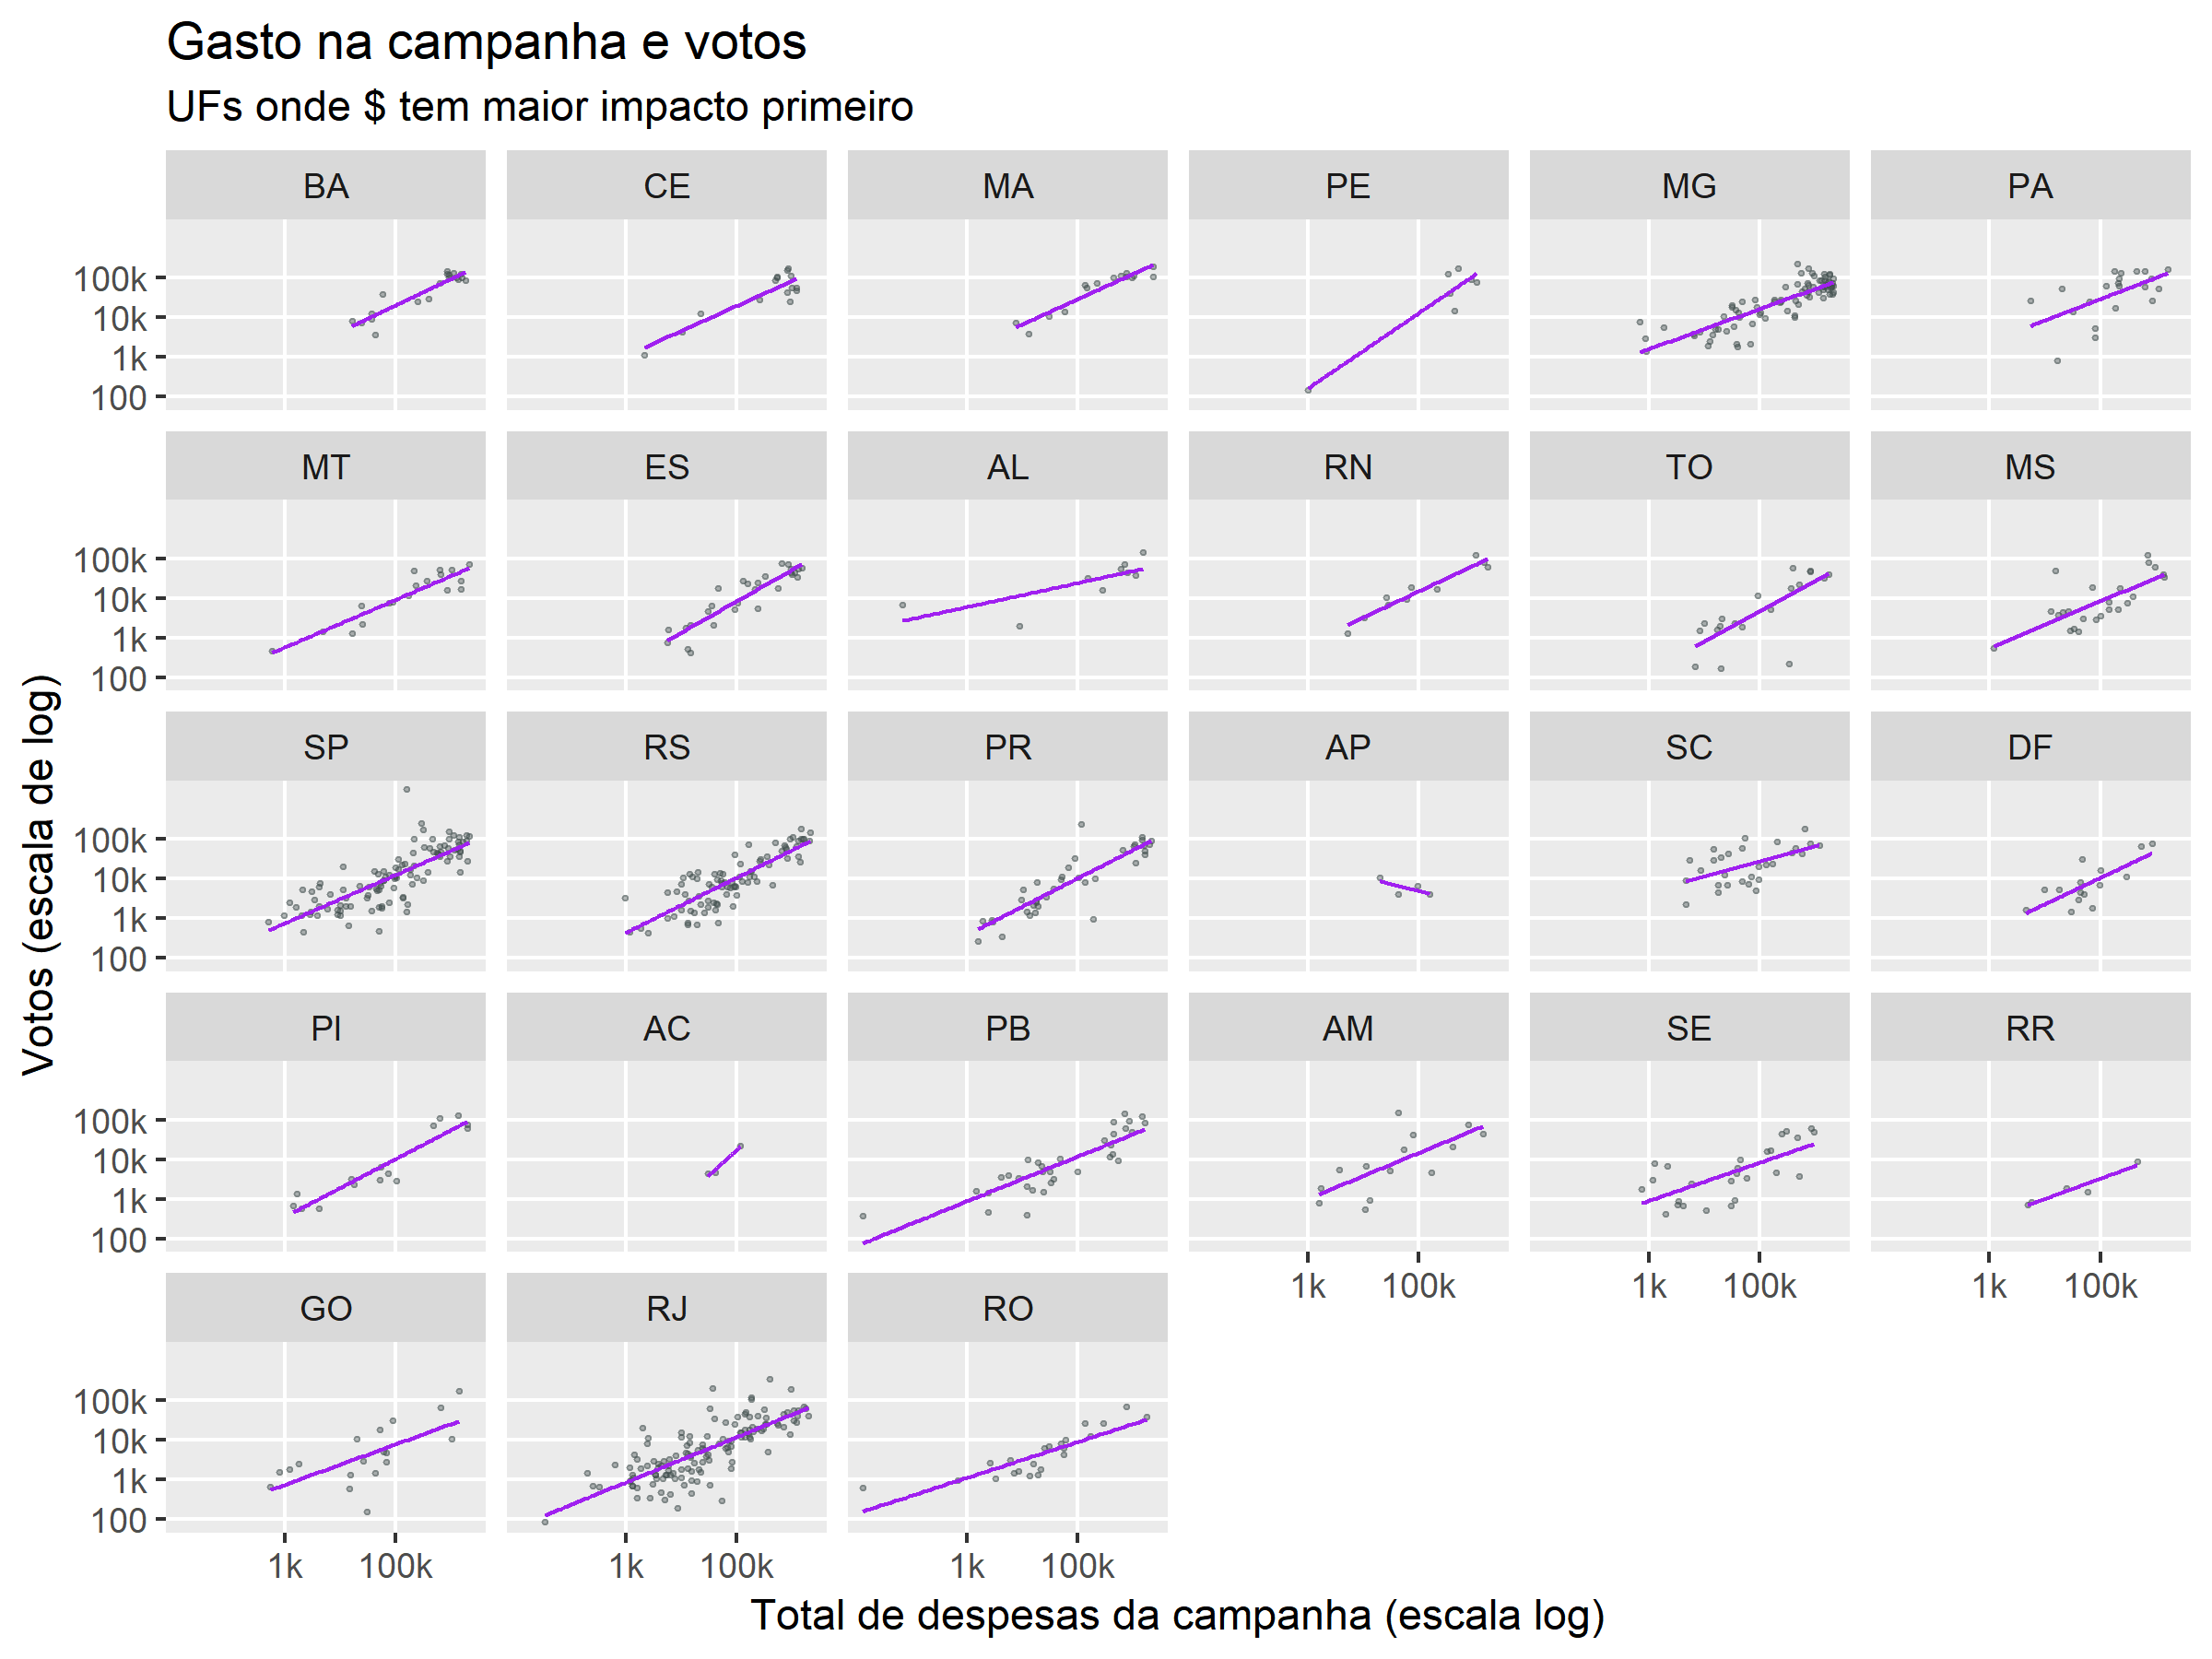 Gasto na campanha e votos
UFs onde $ tem maior impacto primeiro
BA CE MA PE MG PA
100k
10k
1k
100
MT ES AL RN TO MS
100k
10k
1k
100
SP RS PR AP SC DF
100k
10k
1k
100
PI AC PB AM SE RR
100k
10k
1k
100
1k 100k 1k 100k 1k 100k
GO RJ RO
100k
10k
1k
100
1k 100k 1k 100k 1k 100k
Total de despesas da campanha (escala log)
Votos (escala de log)